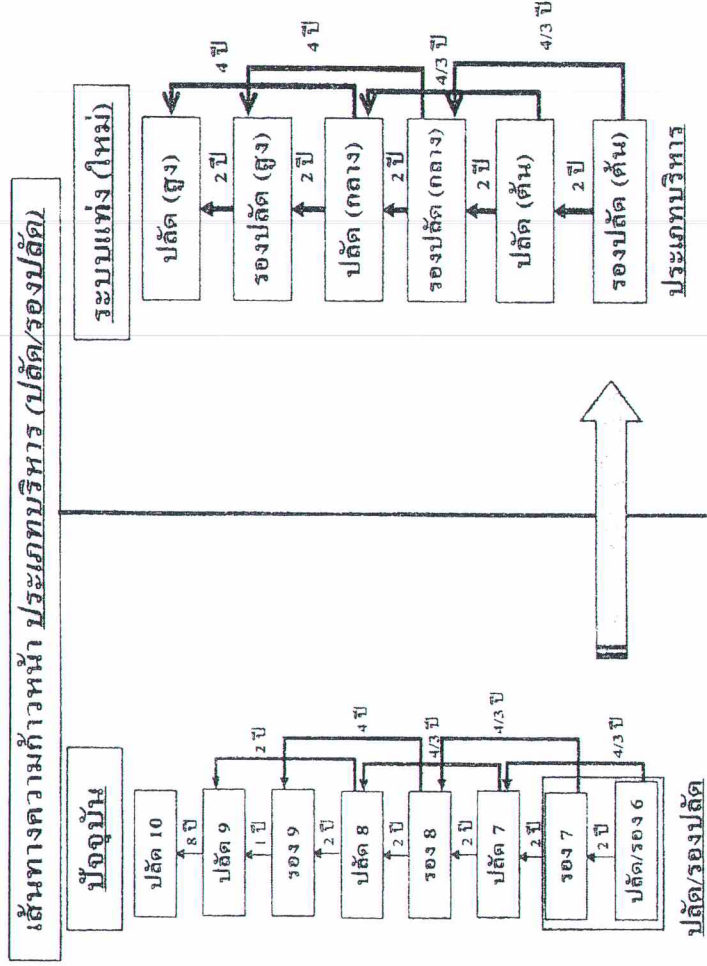 เส้นทางความก้าวหน้า ประเภทบริหาร (ปลัด/รองปลัด)
ปัจจุบัน
ปลัด 10
8 ปี
ปลัด 9
1 ปี
รอง 9
2 ปี
ปลัด 8
2 ปี
รอง 8
2 ปี
ปลัด 7
2 ปี
รอง 7
2 ปี
ปลัด/รอง 6
2 ปี
4 ปี
4/3 ปี
4/3 ปี
4/3 ปี
ปลัด/รองปลัด
ระบบแท่ง (ใหม่)
ปลัด (สูง)
2 ปี
รองปลัด (สูง)
2 ปี
ปลัด (กลาง)
2 ปี
รองปลัด (กลาง)
2 ปี
ปลัด (ต้น)
2 ปี
รองปลัด (ต้น)
4 ปี
4 ปี
4/3 ปี
4/3 ปี
ประเภทบริหาร